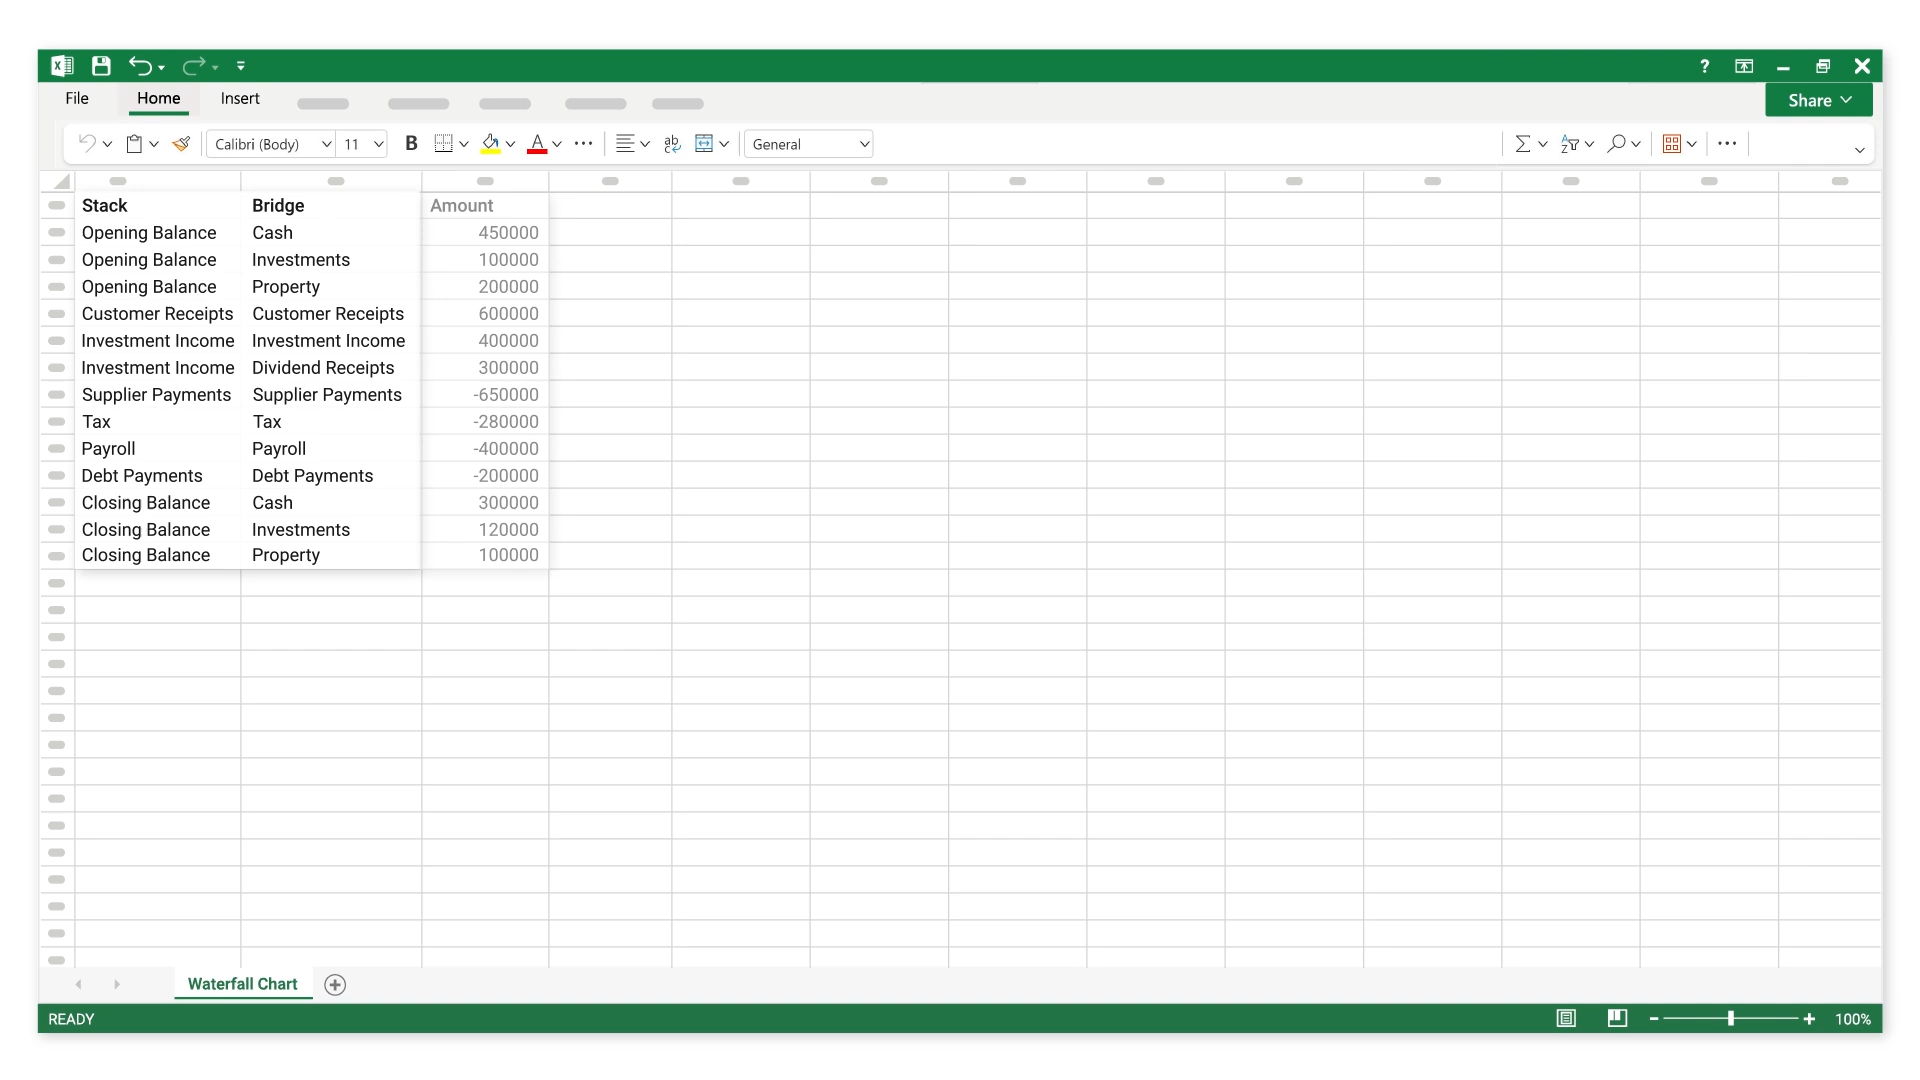 ?
File Home Insert Share
Calibri (Body) 11 B A ab c General A Z
Stack Bridge Amount
Opening Balance Cash 450000
Opening Balance Investments 100000
Opening Balance Property 200000
Customer Receipts Customer Receipts 600000
Investment Income Investment Income 400000
Investment Income Dividend Receipts 300000
Supplier Payments Supplier Payments -650000
Tax Tax -280000
Payroll Payroll -400000
Debt Payments Debt Payments -200000
Closing Balance Cash 300000
Closing Balance Investments 120000
Closing Balance Property 100000
Waterfall Chart
READY 100%